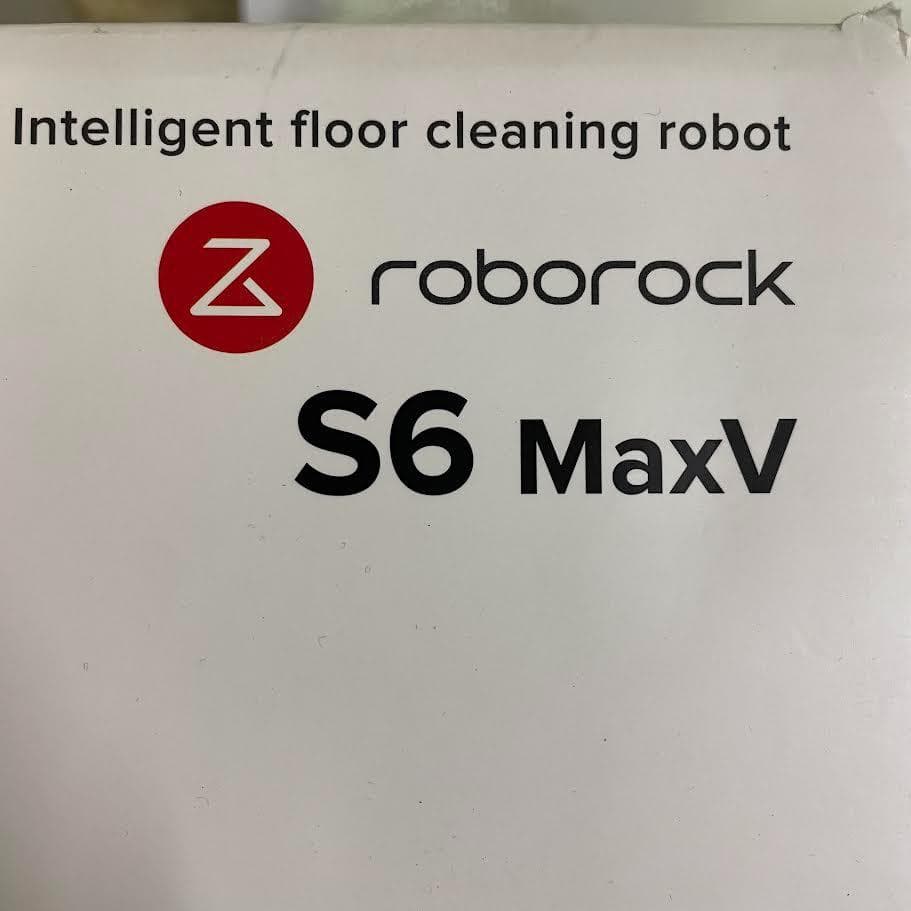 Intelligent floor cleaning robot
roborock
S6 MaxV